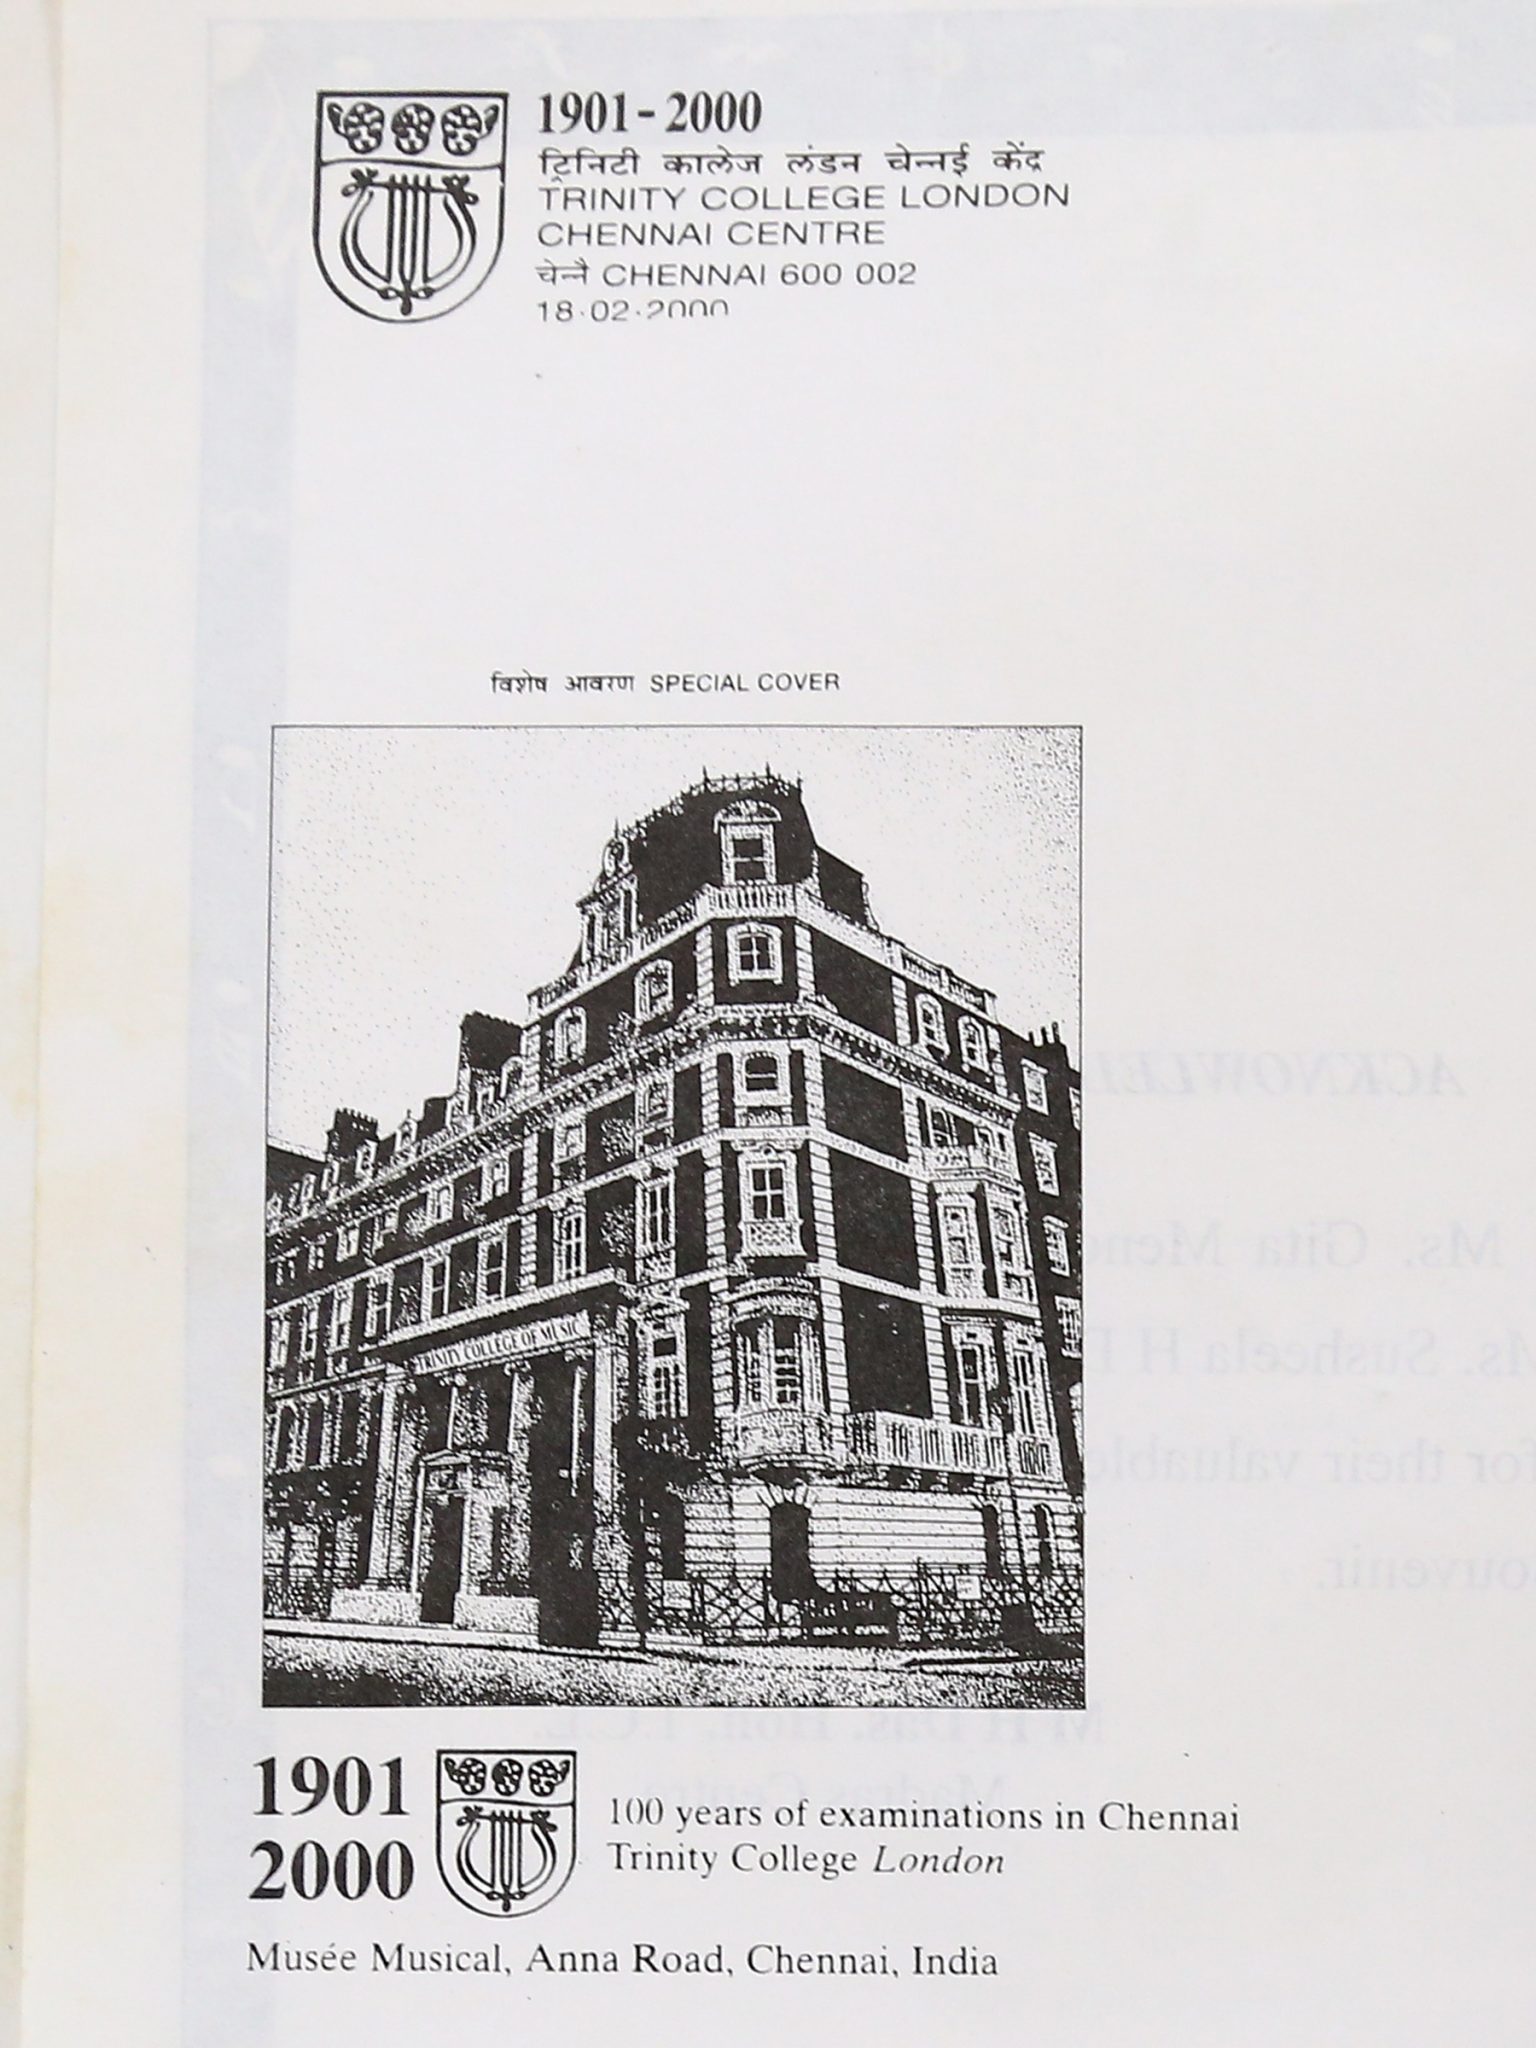 1901-2000
ट्रिनिटी कालेज लंडन चेन्नई केंद्र
TRINITY COLLEGE LONDON
CHENNAI CENTRE
चेन्नै CHENNAI 600 002
18.02.2000
विशेष आवरण SPECIAL COVER
TRINITY COLLEGE OF MUSIC
1901
2000
100 years of examinations in Chennai
Trinity College London
Musée Musical, Anna Road, Chennai, India